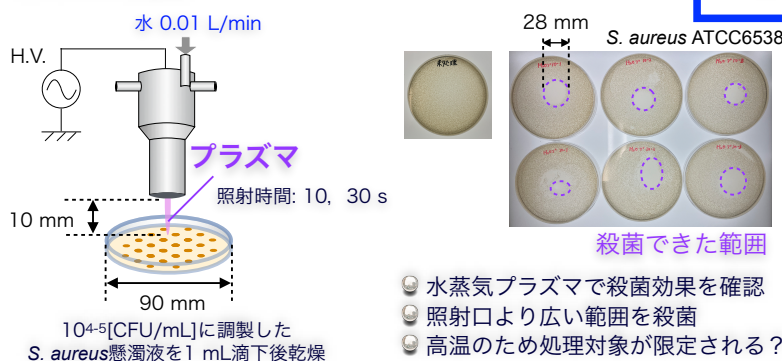 水 0.01 L/min
H.V.
プラズマ
照射時間: 10, 30 s
10 mm
90 mm
10⁴⁻⁵[CFU/mL]に調製した
S. aureus懸濁液を1 mL滴下後乾燥
28 mm
S. aureus ATCC6538
未処理
殺菌できた範囲
水蒸気プラズマで殺菌効果を確認
照射口より広い範囲を殺菌
高温のため処理対象が限定される？